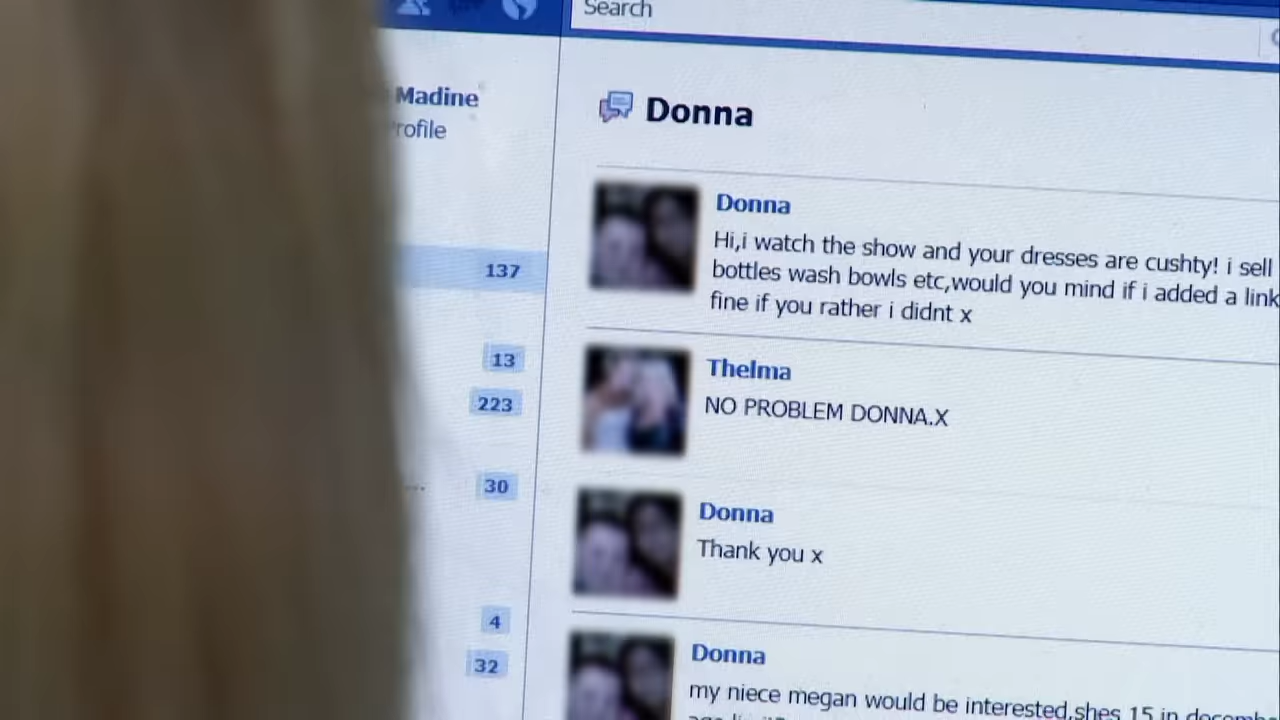 Search
Madine
rofile
137
13
223
30
4
32
Donna
Donna
Hi,i watch the show and your dresses are cushty! i sell
bottles wash bowls etc,would you mind if i added a link
fine if you rather i didnt x
Thelma
NO PROBLEM DONNA.X
Donna
Thank you x
Donna
my niece megan would be interested,shes 15 in decembe